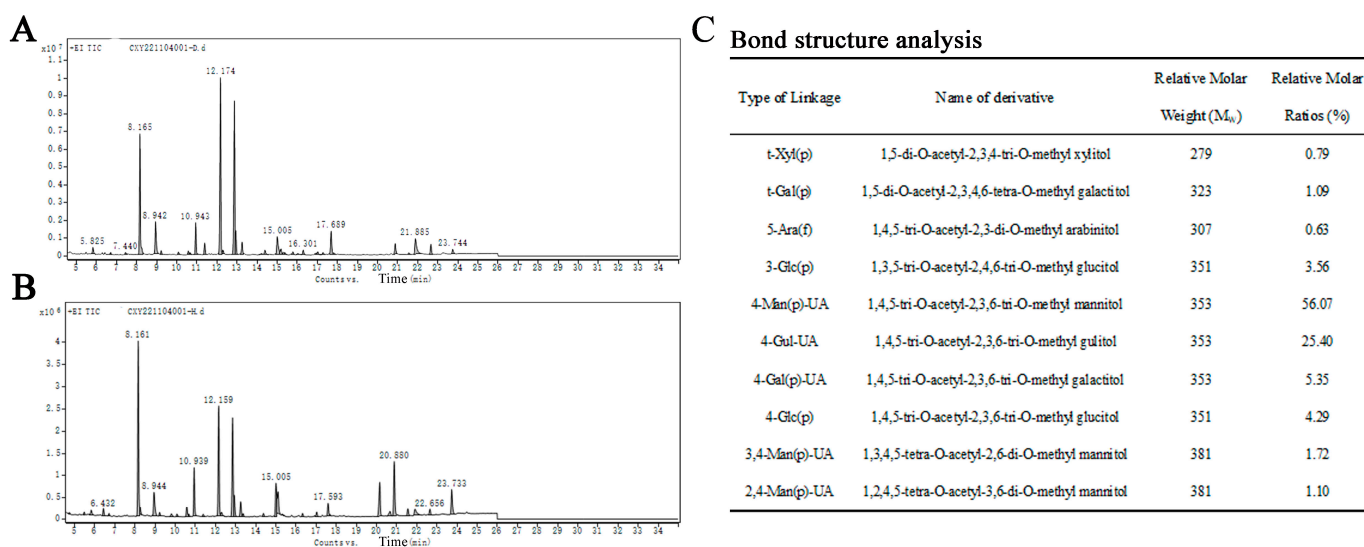 A
x10 7 +EI TIC CXY221104001-D.d
1.1
1
0.9
0.8
0.7
0.6
0.5
0.4
0.3
0.2
0.1
0
5.825
7.440
8.165
8.942
10.943
12.174
15.005
16.301
17.689
21.885
23.744
5 6 7 8 9 10 11 12 13 14 15 16 17 18 19 20 21 22 23 24 25 26 27 28 29 30 31 32 33 34
Counts vs. Time (min)
B
x10 6 +EI TIC CXY221104001-H.d
4
3.5
3
2.5
2
1.5
1
0.5
0
6.432
8.161
8.944
10.939
12.159
15.005
17.593
20.880
22.656
23.733
5 6 7 8 9 10 11 12 13 14 15 16 17 18 19 20 21 22 23 24 25 26 27 28 29 30 31 32 33 34
Counts vs. Time (min)
C Bond structure analysis
Type of Linkage Name of derivative Relative Molar Weight (MW) Relative Molar Ratios (%)
t-Xyl(p) 1,5-di-O-acetyl-2,3,4-tri-O-methyl xylitol 279 0.79
t-Gal(p) 1,5-di-O-acetyl-2,3,4,6-tetra-O-methyl galactitol 323 1.09
5-Ara(f) 1,4,5-tri-O-acetyl-2,3-di-O-methyl arabinitol 307 0.63
3-Glc(p) 1,3,5-tri-O-acetyl-2,4,6-tri-O-methyl glucitol 351 3.56
4-Man(p)-UA 1,4,5-tri-O-acetyl-2,3,6-tri-O-methyl mannitol 353 56.07
4-Gul-UA 1,4,5-tri-O-acetyl-2,3,6-tri-O-methyl gulitol 353 25.40
4-Gal(p)-UA 1,4,5-tri-O-acetyl-2,3,6-tri-O-methyl galactitol 353 5.35
4-Glc(p) 1,4,5-tri-O-acetyl-2,3,6-tri-O-methyl glucitol 351 4.29
3,4-Man(p)-UA 1,3,4,5-tetra-O-acetyl-2,6-di-O-methyl mannitol 381 1.72
2,4-Man(p)-UA 1,2,4,5-tetra-O-acetyl-3,6-di-O-methyl mannitol 381 1.10